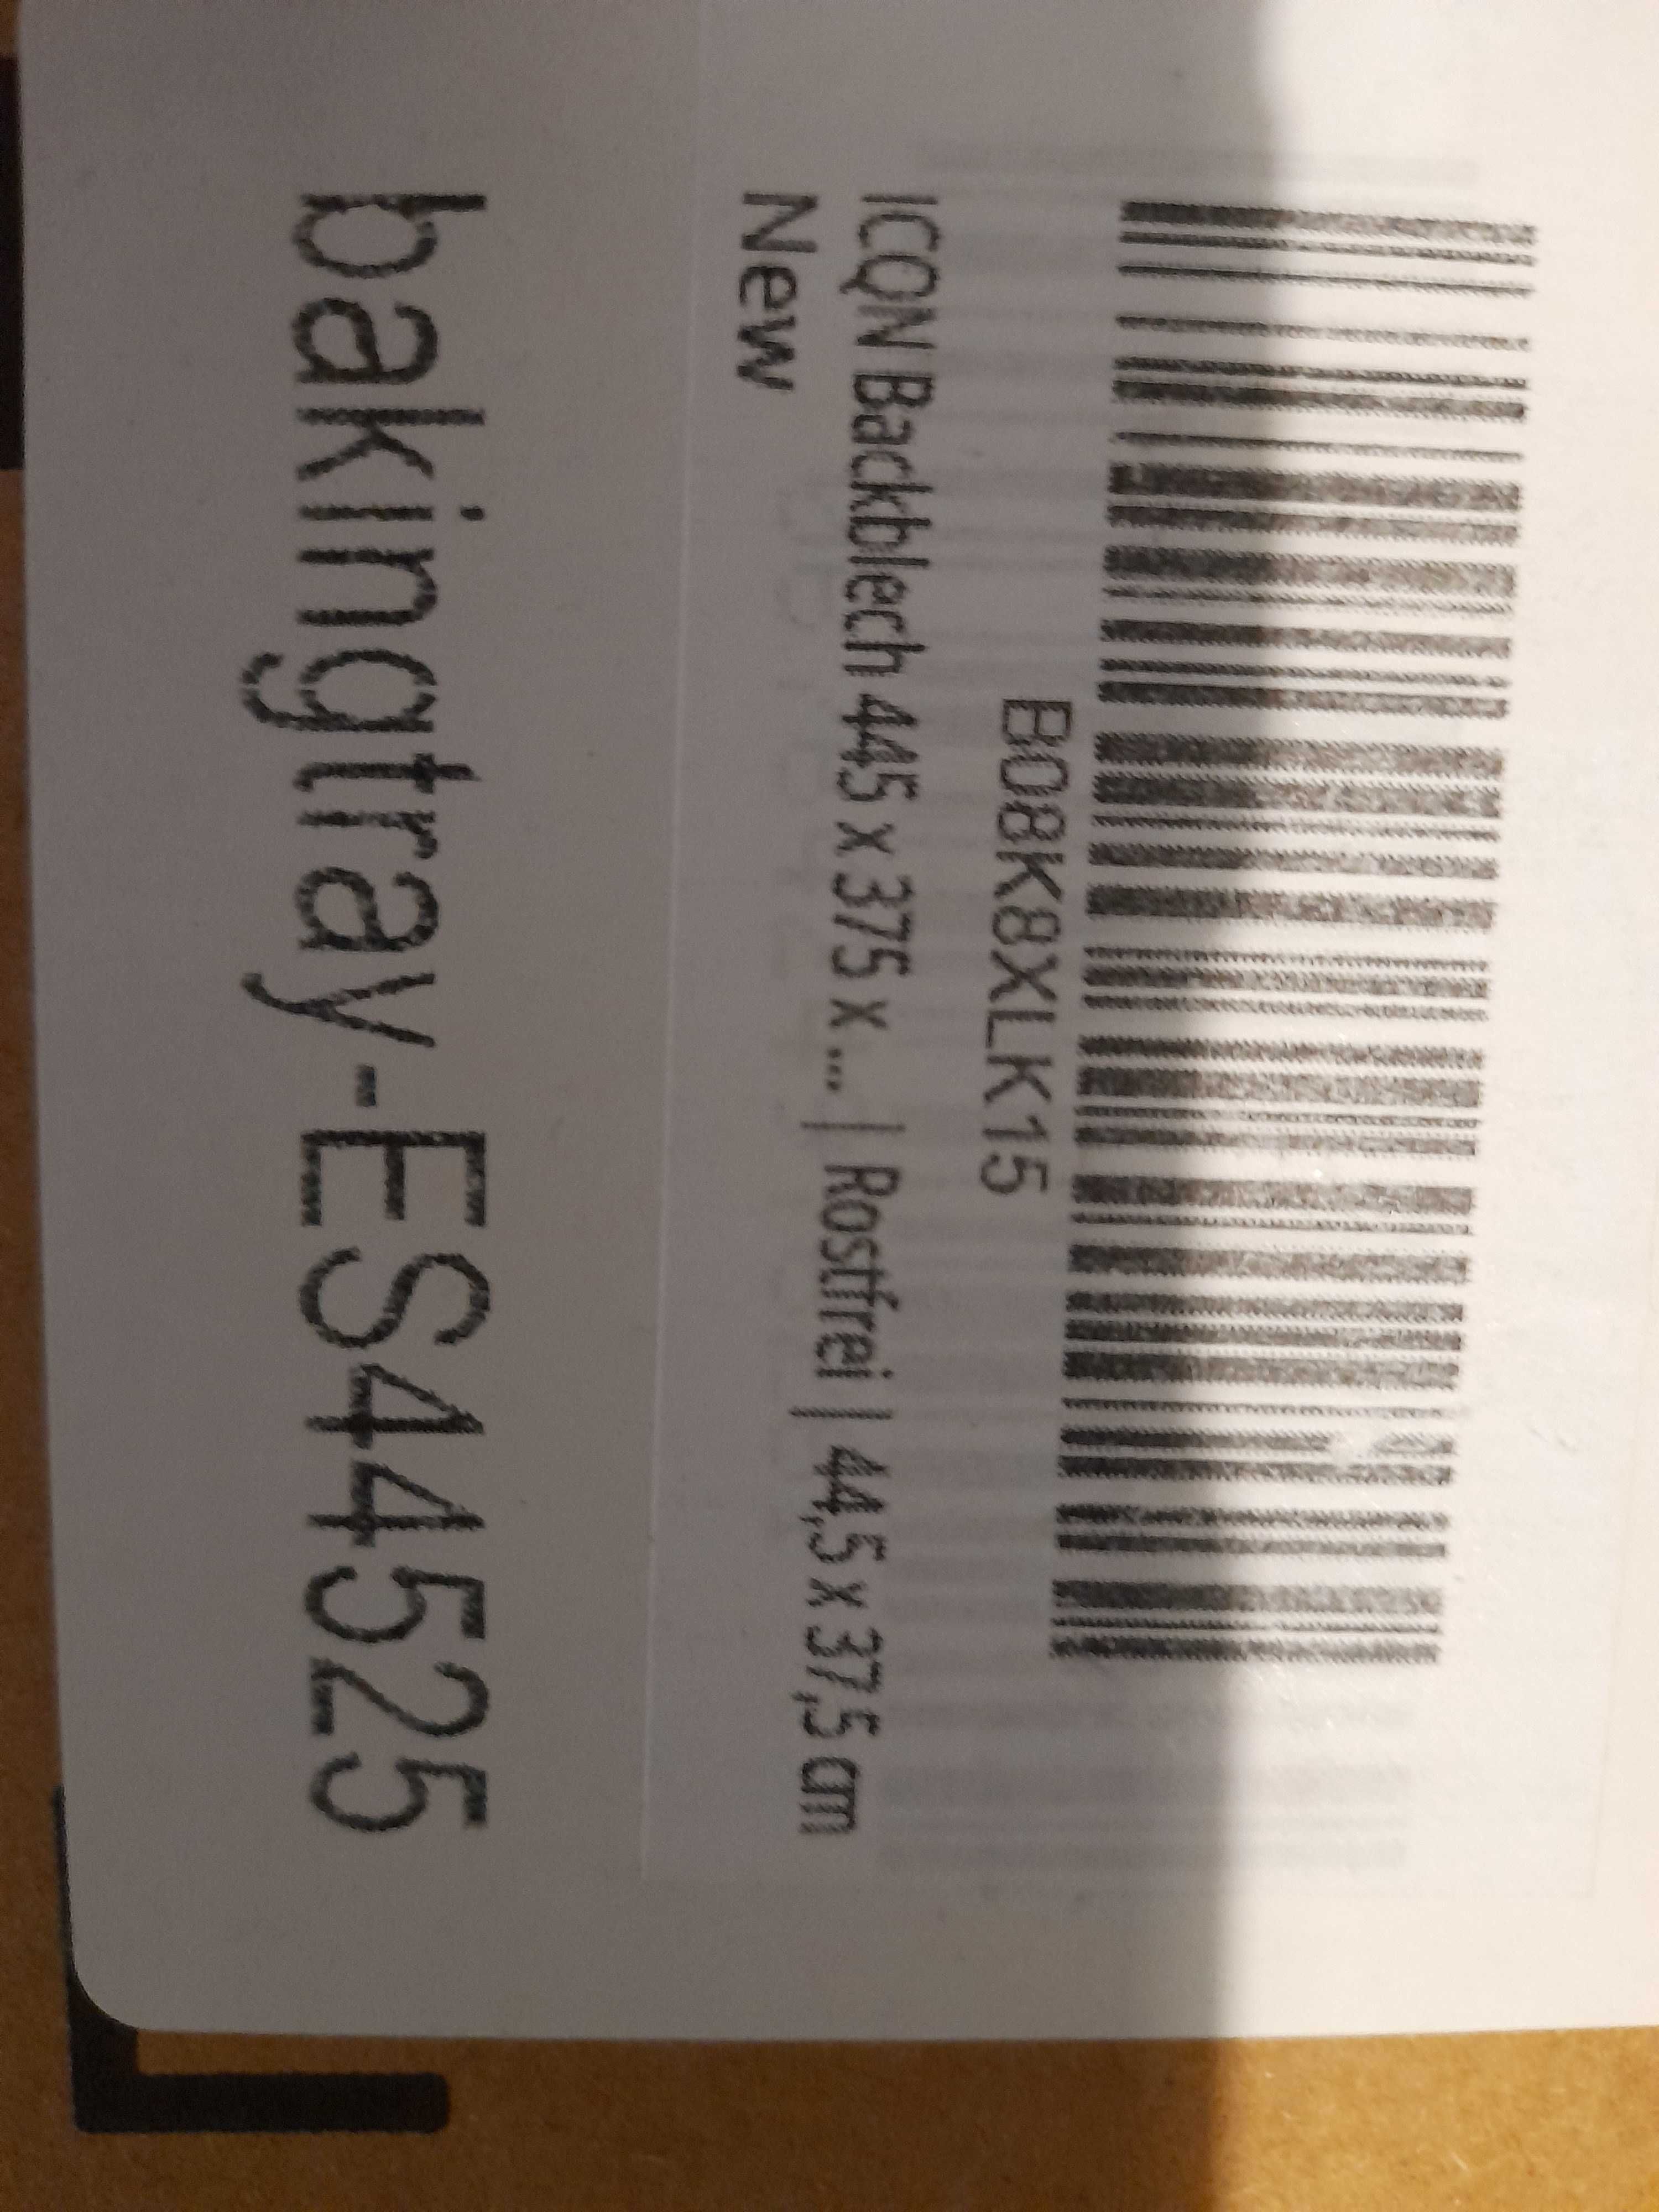 B08K8XLK15
ICQN Backblech 445 x 375 x ... | Rostfrei | 44,5 x 37,5 cm
New
bakingtray-ES44525